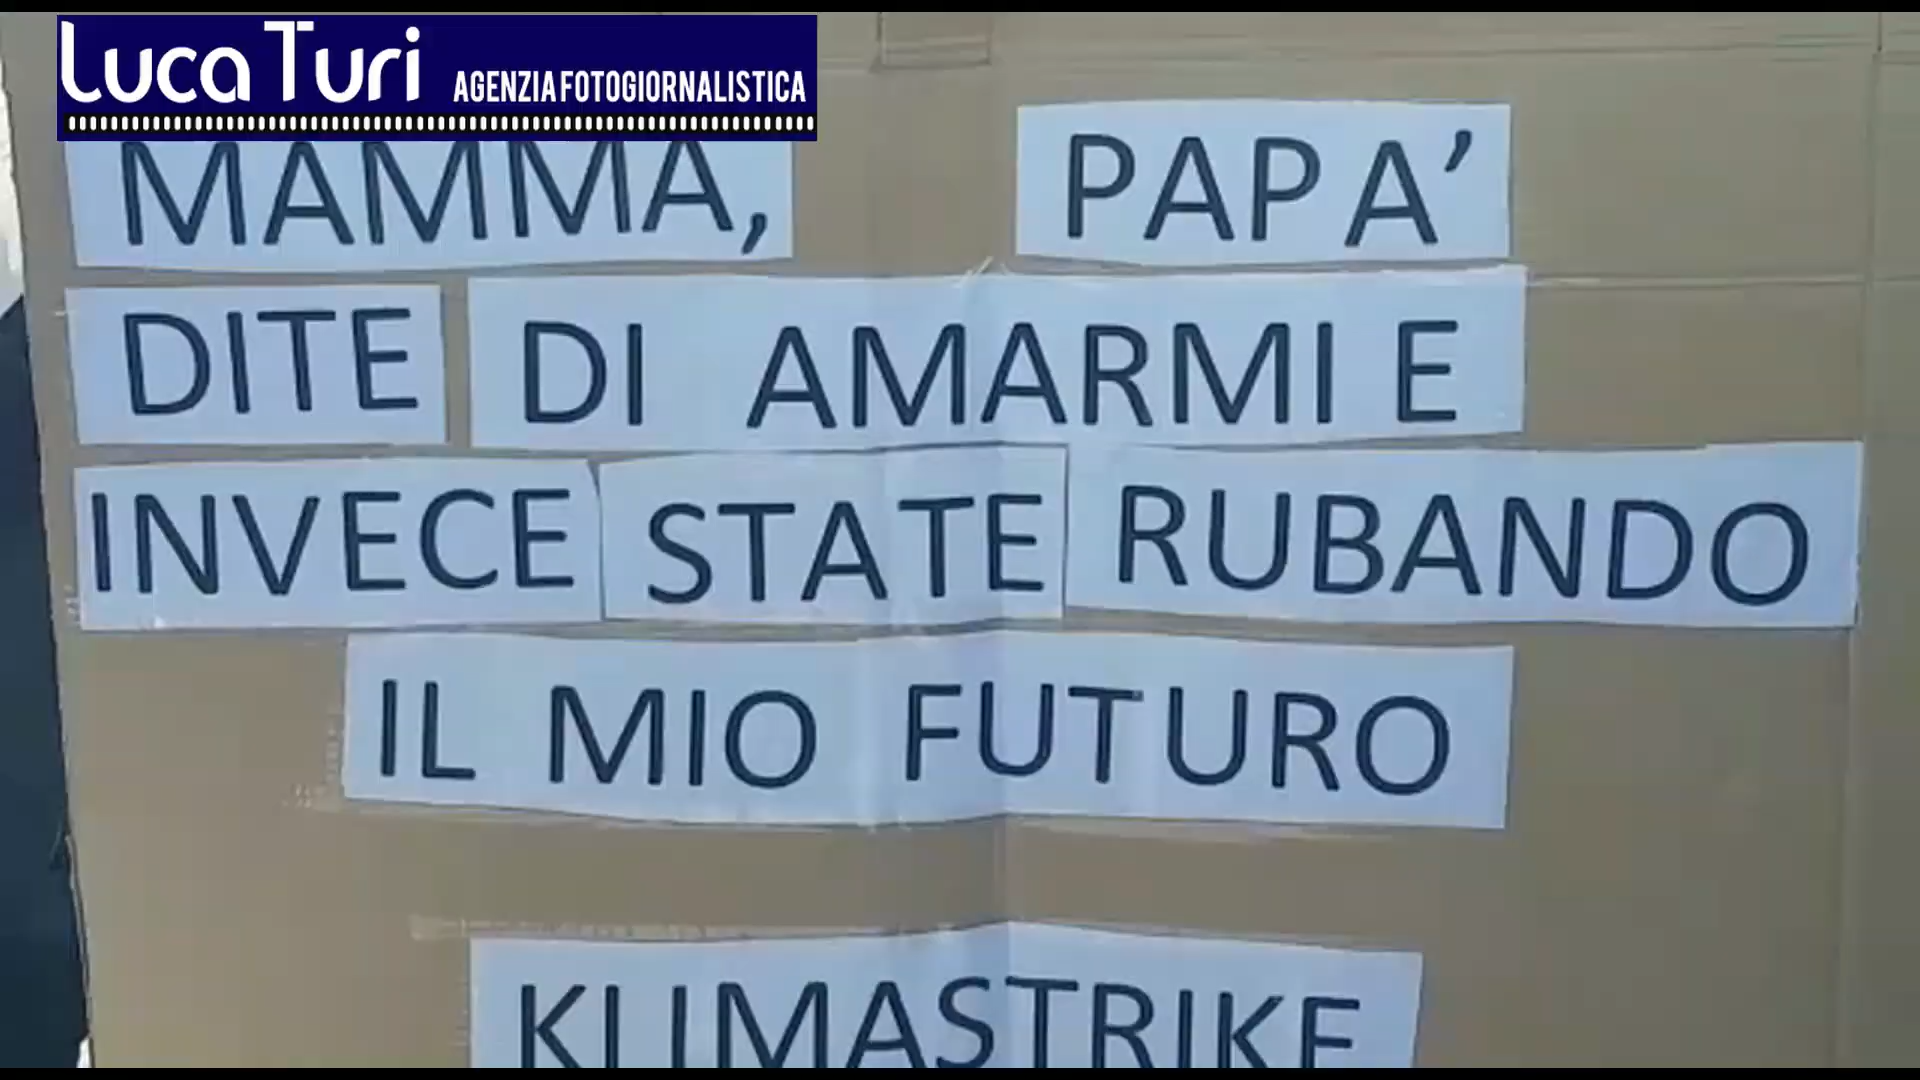 Luca Turi AGENZIA FOTOGIORNALISTICA
MAMMA, PAPA’
DITE DI AMARMI E
INVECE STATE RUBANDO
IL MIO FUTURO
KLIMASTRIKE